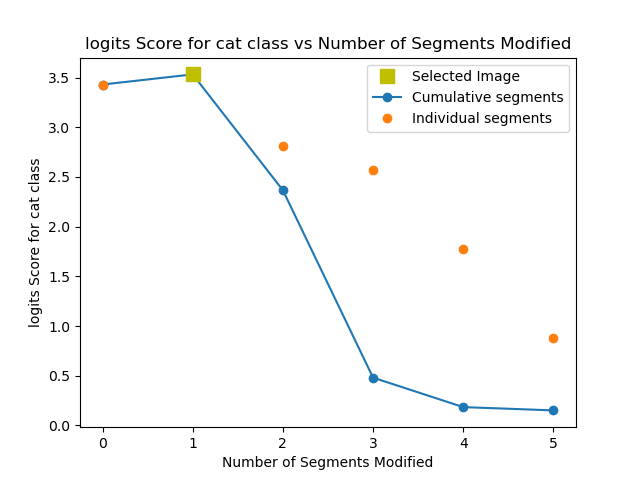 logits Score for cat class vs Number of Segments Modified
Selected Image
Cumulative segments
Individual segments
logits Score for cat class
3.5
3.0
2.5
2.0
1.5
1.0
0.5
0.0
0 1 2 3 4 5
Number of Segments Modified